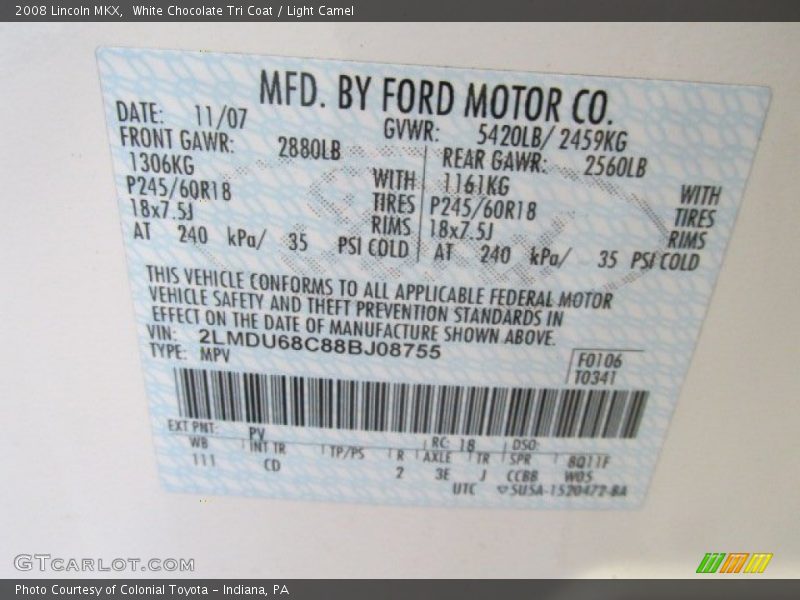 2008 Lincoln MKX, White Chocolate Tri Coat / Light Camel
MFD. BY FORD MOTOR CO.
DATE: 11/07 GVWR: 5420LB/ 2459KG
FRONT GAWR: 2880LB REAR GAWR: 2560LB
1306KG WITH 1161KG WITH
P245/60R18 TIRES P245/60R18 TIRES
18x7.5J RIMS 18x7.5J RIMS
AT 240 kPa/ 35 PSI COLD AT 240 kPa/ 35 PSI COLD
THIS VEHICLE CONFORMS TO ALL APPLICABLE FEDERAL MOTOR
VEHICLE SAFETY AND THEFT PREVENTION STANDARDS IN
EFFECT ON THE DATE OF MANUFACTURE SHOWN ABOVE.
VIN: 2LMDU68C88BJ08755
TYPE: MPV
F0106
T0341
EXT PNT: PV RC: 18 DSO:
WB INT TR TP/PS R AXLE TR SPR 8Q11F
111 CD 2 3E J CCBB W05
UTC 5U5A-1520472-BA
GTCARLOT.COM
Photo Courtesy of Colonial Toyota - Indiana, PA